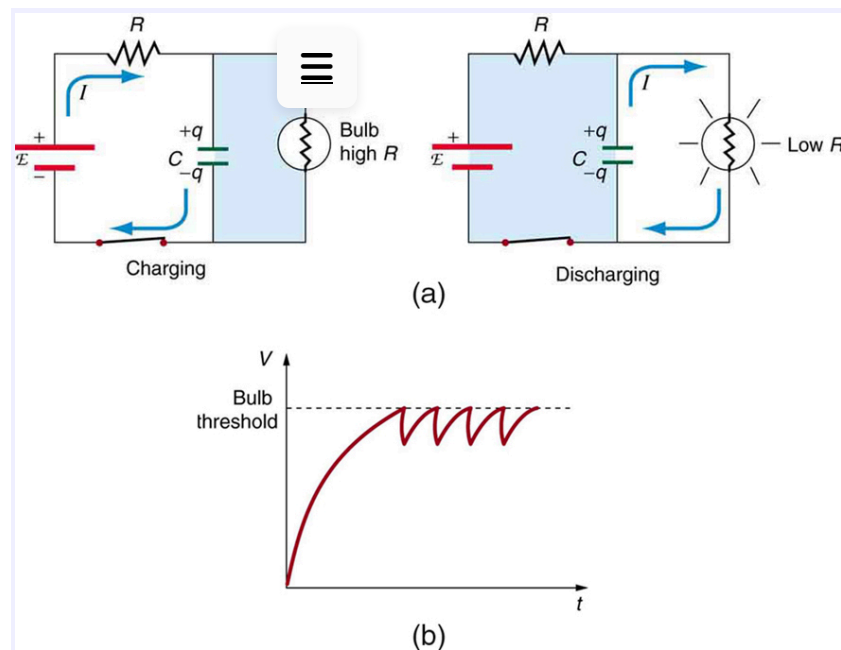 R
I
+
ℰ
−
+q
C
−q
Bulb
high R
Charging
R
I
+
ℰ
+q
C
−q
Low R
Discharging
(a)
V
Bulb
threshold
t
(b)